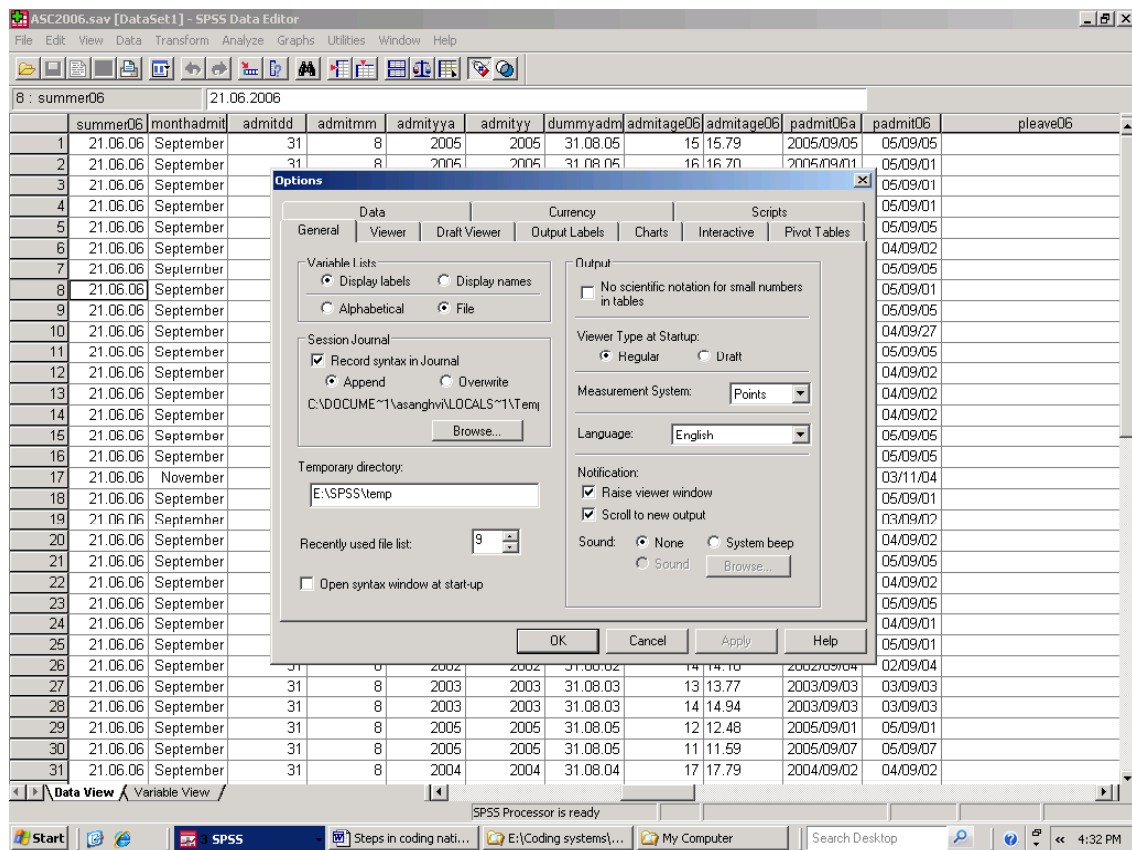 ASC2006.sav [DataSet1] - SPSS Data Editor
File Edit View Data Transform Analyze Graphs Utilities Window Help
8 : summer06 21.06.2006
summer06 monthadmit admitdd admitmm admityya admityy dummyadm admitage06 admitage06 padmit06a padmit06 pleave06
1 21.06.06 September 31 8 2005 2005 31.08.05 15 15.79 2005/09/05 05/09/05
2 21.06.06 September 31 8 2005 2005 31.08.05 16 16.70 2005/09/01 05/09/01
3 21.06.06 September 05/09/01
4 21.06.06 September 05/09/01
5 21.06.06 September 05/09/05
6 21.06.06 September 04/09/02
7 21.06.06 September 05/09/05
8 21.06.06 September 05/09/01
9 21.06.06 September 05/09/05
10 21.06.06 September 04/09/27
11 21.06.06 September 05/09/05
12 21.06.06 September 04/09/02
13 21.06.06 September 04/09/02
14 21.06.06 September 04/09/02
15 21.06.06 September 05/09/05
16 21.06.06 September 05/09/05
17 21.06.06 November 03/11/04
18 21.06.06 September 05/09/01
19 21.06.06 September 03/09/02
20 21.06.06 September 04/09/02
21 21.06.06 September 05/09/05
22 21.06.06 September 04/09/02
23 21.06.06 September 05/09/05
24 21.06.06 September 04/09/01
25 21.06.06 September 05/09/01
26 21.06.06 September 31 8 2002 2002 31.08.02 14 14.10 2002/09/04 02/09/04
27 21.06.06 September 31 8 2003 2003 31.08.03 13 13.77 2003/09/03 03/09/03
28 21.06.06 September 31 8 2003 2003 31.08.03 14 14.94 2003/09/03 03/09/03
29 21.06.06 September 31 8 2005 2005 31.08.05 12 12.48 2005/09/01 05/09/01
30 21.06.06 September 31 8 2005 2005 31.08.05 11 11.59 2005/09/07 05/09/07
31 21.06.06 September 31 8 2004 2004 31.08.04 17 17.79 2004/09/02 04/09/02
Options
Data Currency Scripts
General Viewer Draft Viewer Output Labels Charts Interactive Pivot Tables
Variable Lists
Display labels Display names
Alphabetical File
Session Journal
Record syntax in Journal
Append Overwrite
C:\DOCUME~1\asanghvi\LOCALS~1\Temp
Browse...
Temporary directory:
E:\SPSS\temp
Recently used file list: 9
Open syntax window at start-up
Output
No scientific notation for small numbers
in tables
Viewer Type at Startup:
Regular Draft
Measurement System: Points
Language: English
Notification:
Raise viewer window
Scroll to new output
Sound: None System beep
Sound Browse...
OK Cancel Apply Help
Data View Variable View
SPSS Processor is ready
Start 3 SPSS Steps in coding nati... E:\Coding systems\,... My Computer Search Desktop 4:32 PM